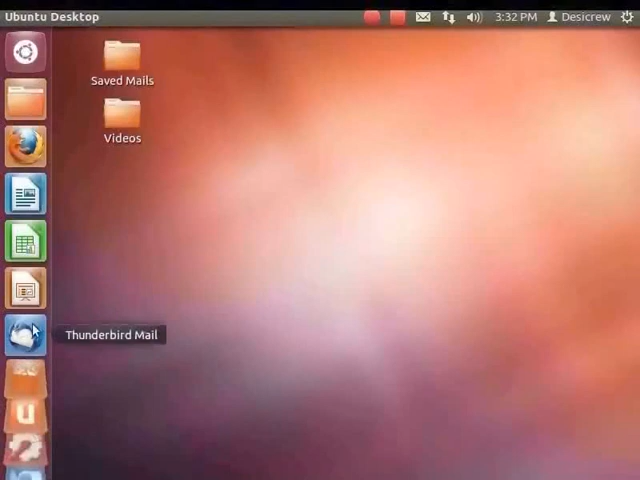 Ubuntu Desktop
3:32 PM
Desicrew
Saved Mails
Videos
Thunderbird Mail
u